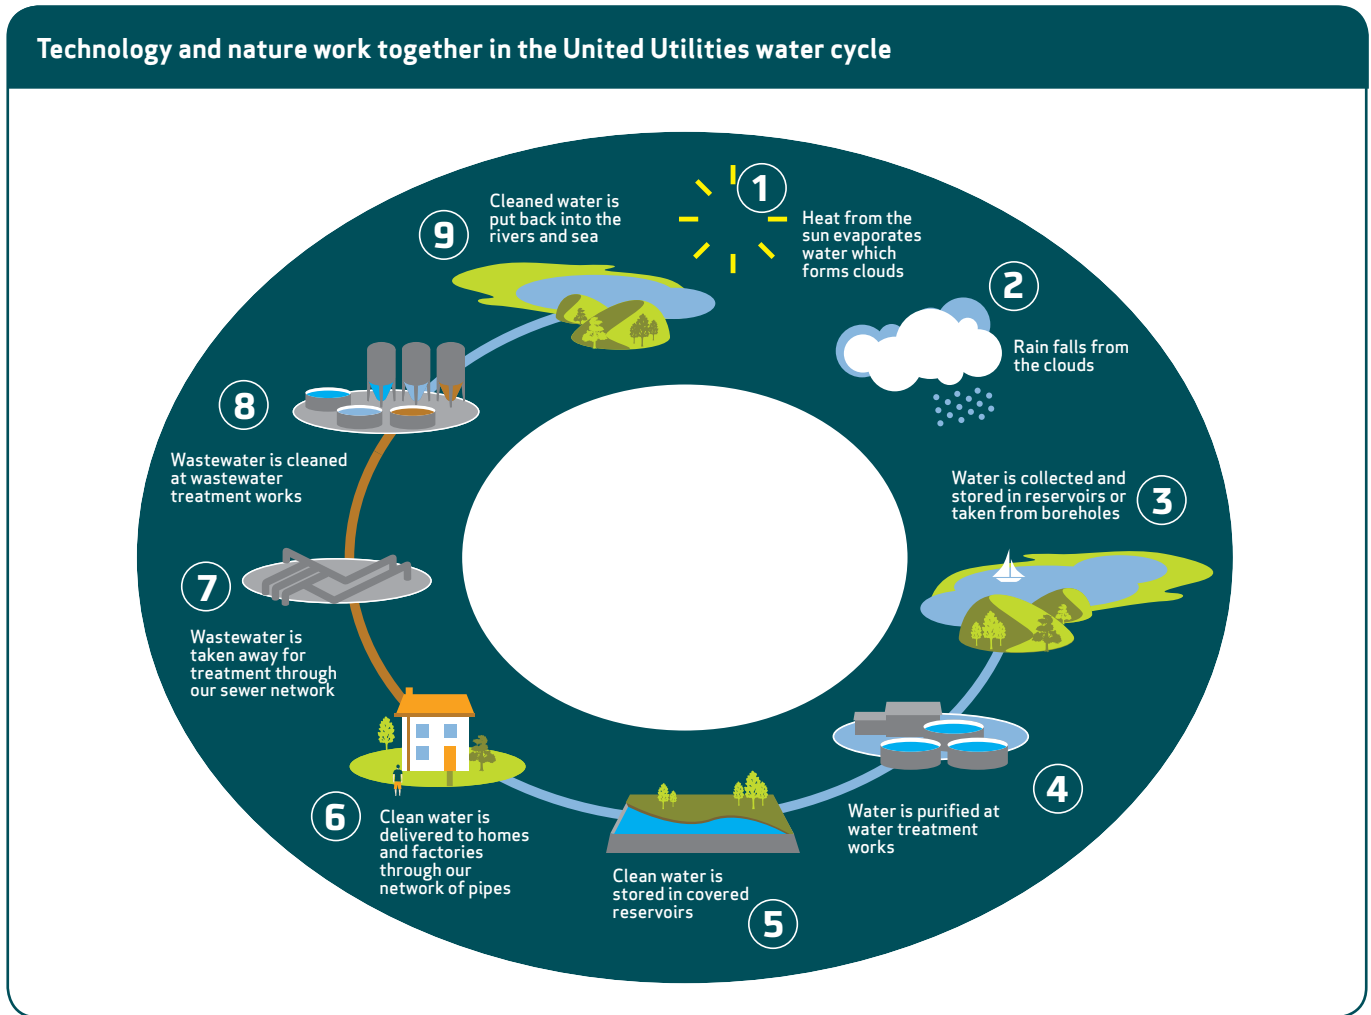 Technology and nature work together in the United Utilities water cycle
1
Heat from the
sun evaporates
water which
forms clouds
2
Rain falls from
the clouds
3
Water is collected and
stored in reservoirs or
taken from boreholes
4
Water is purified at
water treatment
works
5
Clean water is
stored in covered
reservoirs
6
Clean water is
delivered to homes
and factories
through our
network of pipes
7
Wastewater is
taken away for
treatment through
our sewer network
8
Wastewater is cleaned
at wastewater
treatment works
9
Cleaned water is
put back into the
rivers and sea